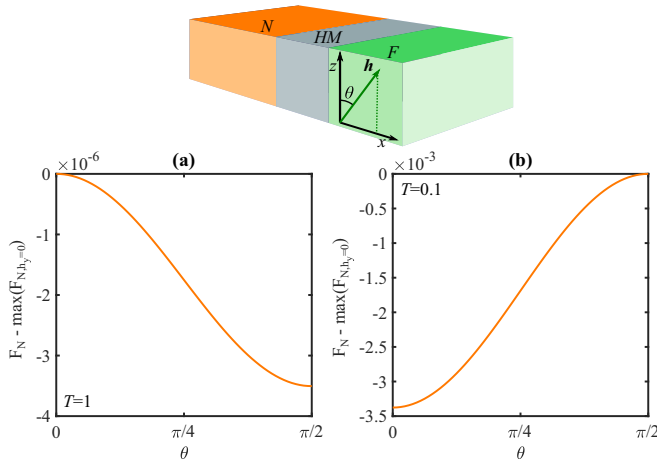 N
HM
F
z
h
θ
x
(a)
×10⁻⁶
0
-1
-2
-3
-4
F_N - max(F_{N,h_y=0})
T=1
0
π/4
π/2
θ
(b)
×10⁻³
0
-0.5
-1
-1.5
-2
-2.5
-3
-3.5
F_N - max(F_{N,h_y=0})
T=0.1
0
π/4
π/2
θ